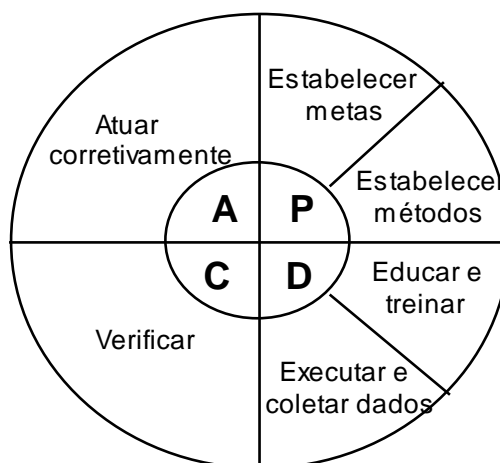 Estabelecer
metas
Atuar
corretivamente
Estabelecer
métodos
A
P
C
D
Educar e
treinar
Verificar
Executar e
coletar dados